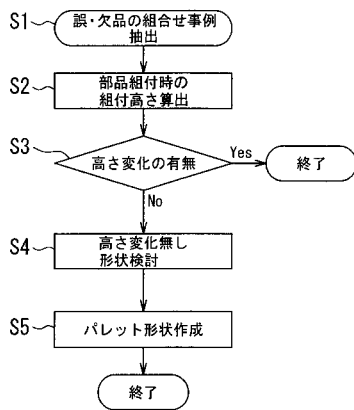 S1
誤・欠品の組合せ事例
抽出
S2
部品組付時の
組付高さ算出
S3
高さ変化の有無
Yes
終了
No
S4
高さ変化無し
形状検討
S5
パレット形状作成
終了